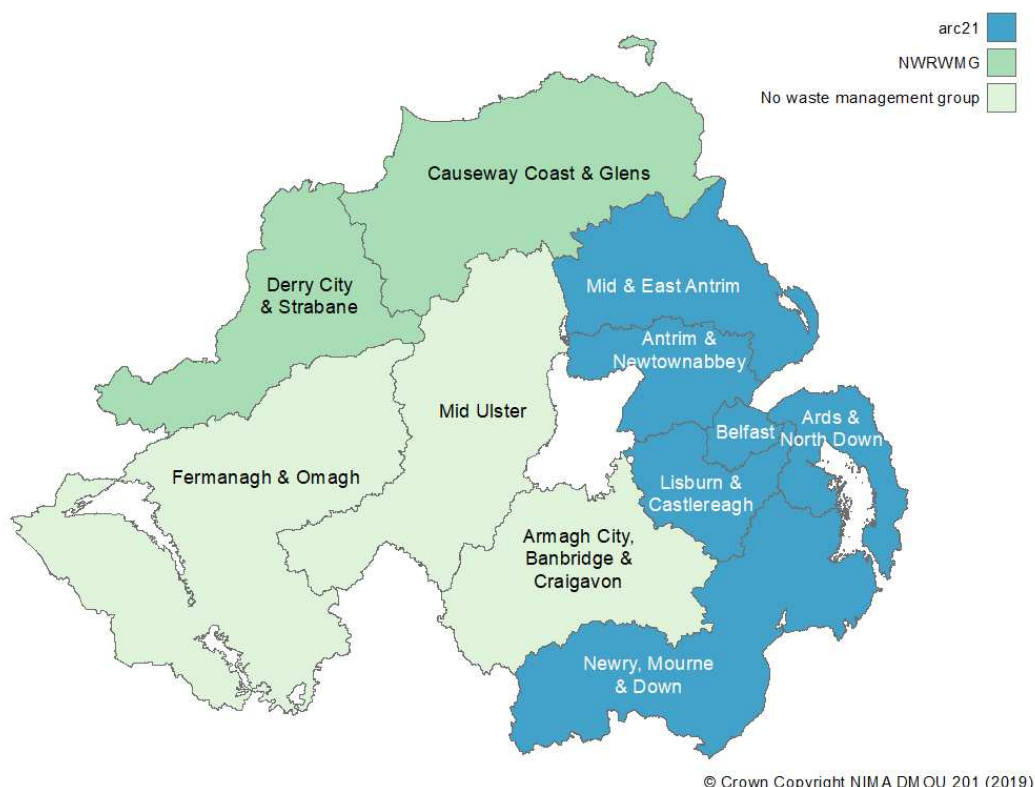 arc21
NWRWMG
No waste management group
Causeway Coast & Glens
Derry City
& Strabane
Mid & East Antrim
Antrim &
Newtownabbey
Mid Ulster
Belfast
Ards &
North Down
Fermanagh & Omagh
Lisburn &
Castlereagh
Armagh City,
Banbridge &
Craigavon
Newry, Mourne
& Down
© Crown Copyright NIMA DMOU 201 (2019)